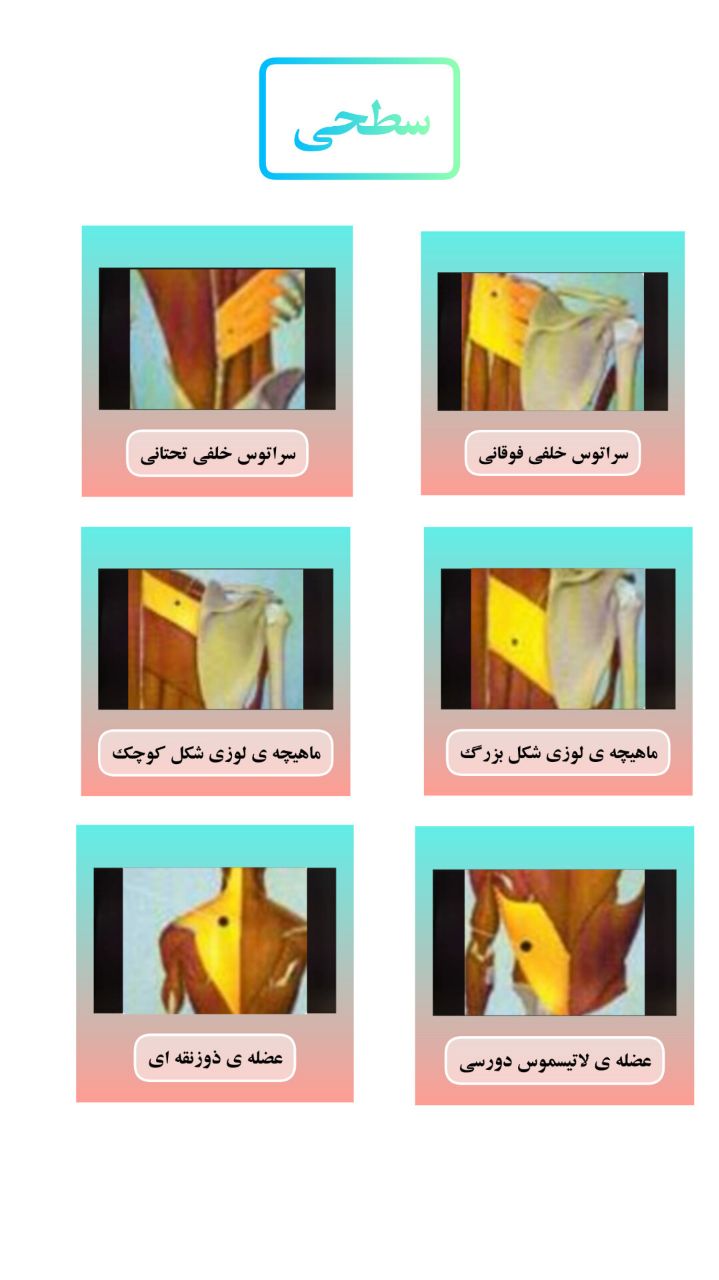 سطحی
سراتوس خلفی فوقانی
سراتوس خلفی تحتانی
ماهیچه ی لوزی شکل بزرگ
ماهیچه ی لوزی شکل کوچک
عضله ی لاتیسموس دورسی
عضله ی ذوزنقه ای